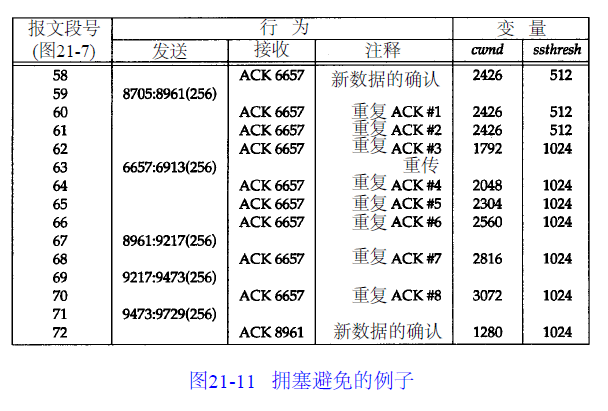 报文段号 行 为 变 量
(图21-7) 发送 接收 注释 cwnd ssthresh
58 ACK 6657 新数据的确认 2426 512
59 8705:8961(256)
60 ACK 6657 重复 ACK #1 2426 512
61 ACK 6657 重复 ACK #2 2426 512
62 ACK 6657 重复 ACK #3 1792 1024
63 6657:6913(256) 重传
64 ACK 6657 重复 ACK #4 2048 1024
65 ACK 6657 重复 ACK #5 2304 1024
66 ACK 6657 重复 ACK #6 2560 1024
67 8961:9217(256)
68 ACK 6657 重复 ACK #7 2816 1024
69 9217:9473(256)
70 ACK 6657 重复 ACK #8 3072 1024
71 9473:9729(256)
72 ACK 8961 新数据的确认 1280 1024
图21-11 拥塞避免的例子